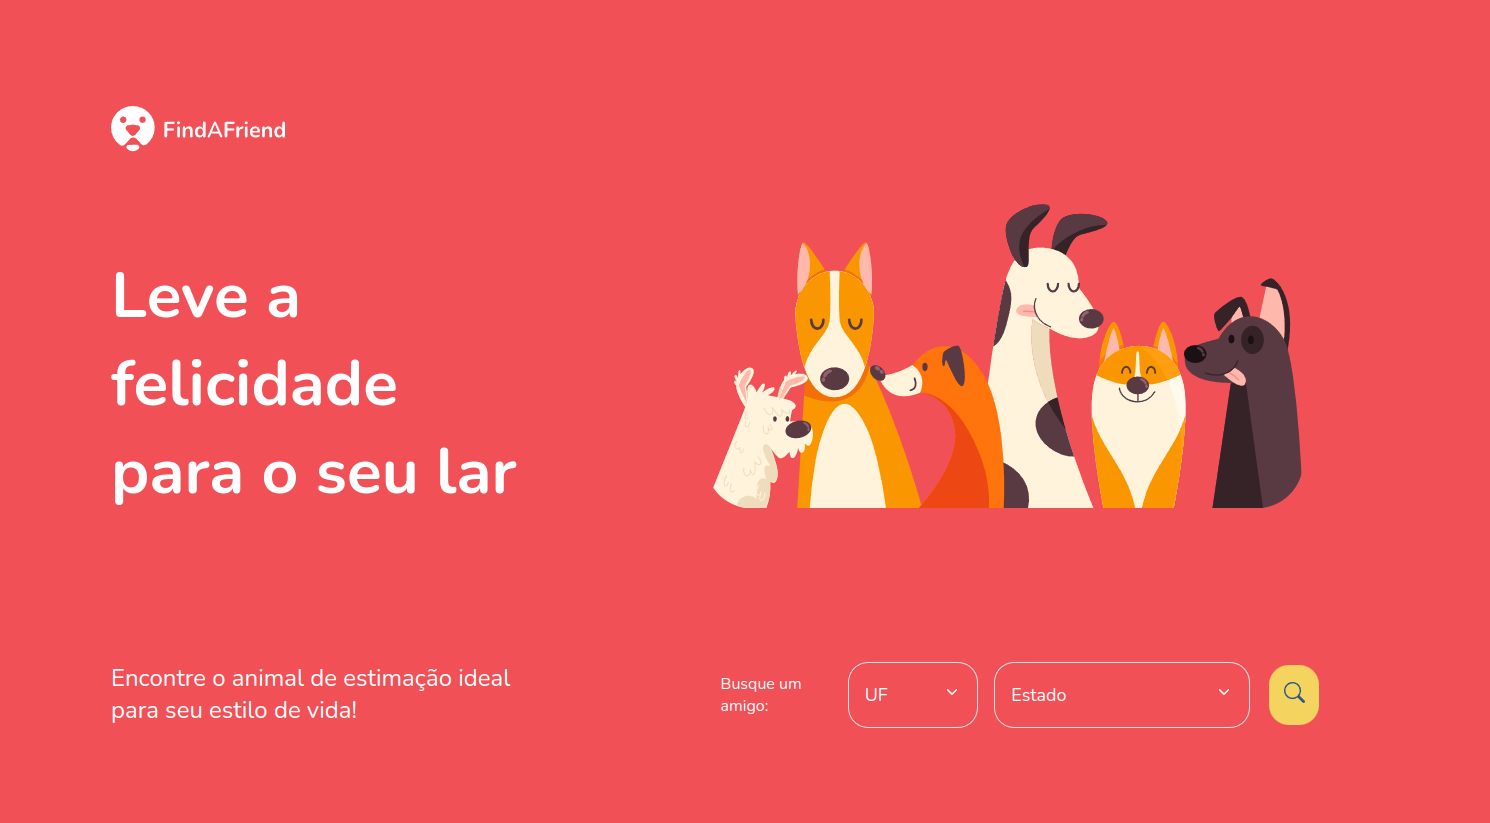 FindAFriend
Leve a
felicidade
para o seu lar
Encontre o animal de estimação ideal
para seu estilo de vida!
Busque um
amigo:
UF
Estado